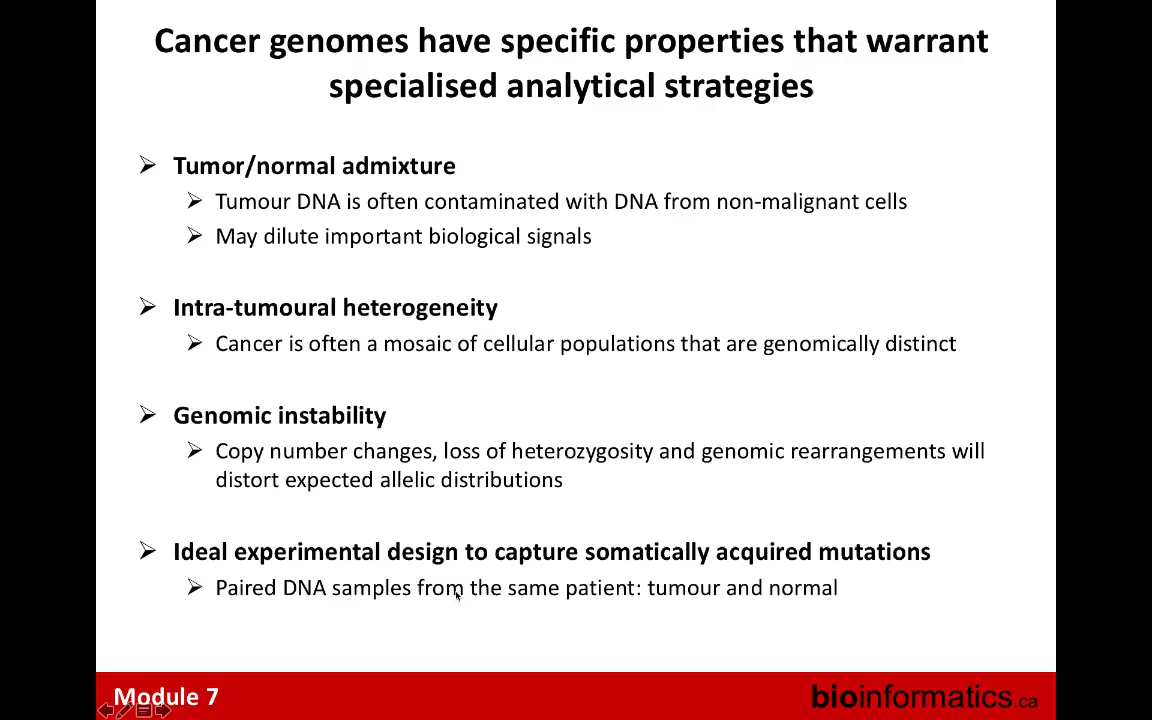 Cancer genomes have specific properties that warrant
specialised analytical strategies
Tumor/normal admixture
Tumour DNA is often contaminated with DNA from non-malignant cells
May dilute important biological signals
Intra-tumoural heterogeneity
Cancer is often a mosaic of cellular populations that are genomically distinct
Genomic instability
Copy number changes, loss of heterozygosity and genomic rearrangements will
distort expected allelic distributions
Ideal experimental design to capture somatically acquired mutations
Paired DNA samples from the same patient: tumour and normal
Module 7
bioinformatics.ca